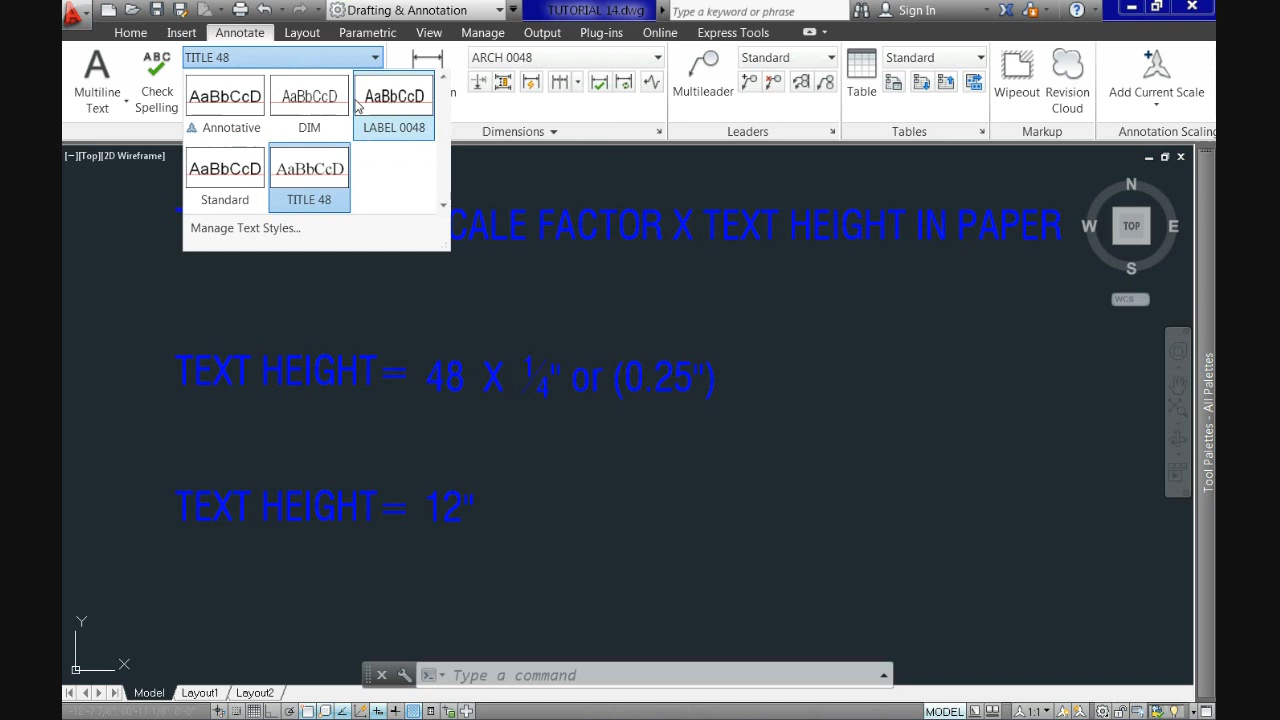 Drafting & Annotation
TUTORIAL 14.dwg
Type a keyword or phrase
Sign In
Home
Insert
Annotate
Layout
Parametric
View
Manage
Output
Plug-ins
Online
Express Tools
TITLE 48
ARCH 0048
Standard
Standard
A
Multiline
Text
ABC
Check
Spelling
AaBbCcD
AaBbCcD
AaBbCcD
Annotative
DIM
LABEL 0048
AaBbCcD
AaBbCcD
Standard
TITLE 48
Manage Text Styles...
Multileader
Table
Wipeout
Revision
Cloud
Add Current Scale
Dimensions
Leaders
Tables
Markup
Annotation Scaling
[−][Top][2D Wireframe]
CALE FACTOR X TEXT HEIGHT IN PAPER
N
W
TOP
E
S
WCS
TEXT HEIGHT= 48 X 1/4" or (0.25")
TEXT HEIGHT= 12"
Tool Palettes - All Palettes
Y
X
Type a command
Model
Layout1
Layout2
MODEL
1:1